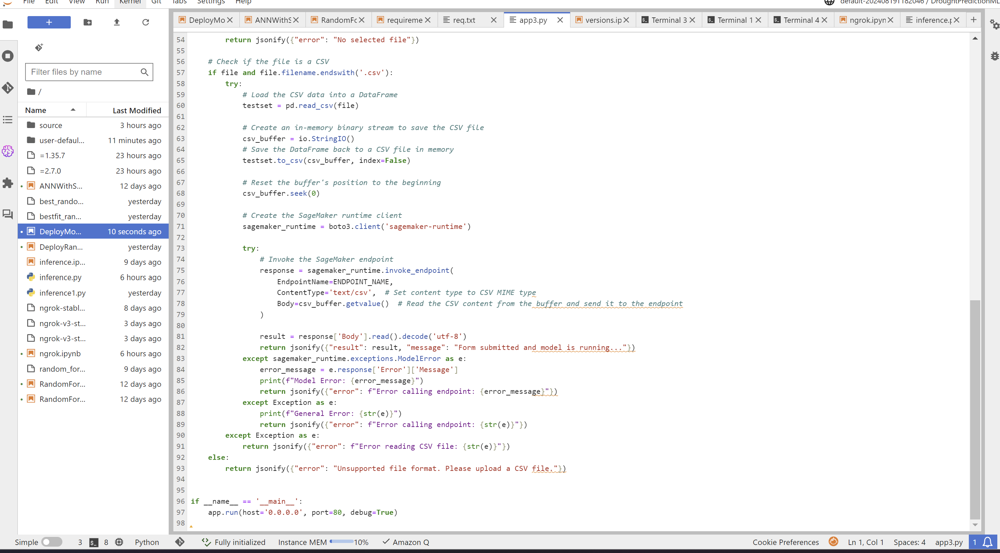 File Edit View Run Kernel Git Tabs Settings Help
default-20240819T182046 / DroughtPredictionML
DeployMo ANNWithS RandomFc requireme req.txt app3.py versions.ip Terminal 3 Terminal 1 Terminal 4 ngrok.ipyn inference.p
+
Filter files by name
/
Name Last Modified
source 3 hours ago
user-defaul... 11 minutes ago
=1.35.7 23 hours ago
=2.7.0 23 hours ago
ANNWithS... 12 days ago
best_rando... yesterday
bestfit_ran... yesterday
DeployMo... 10 seconds ago
DeployRan... yesterday
inference.ip... 9 days ago
inference.py 6 hours ago
inference1.py yesterday
ngrok-stabl... 8 days ago
ngrok-v3-st... 3 days ago
ngrok-v3-st... 3 days ago
ngrok.ipynb 6 hours ago
random_for... 9 days ago
RandomFor... 12 days ago
RandomFor... 12 days ago
54 return jsonify({"error": "No selected file"})
55
56 # Check if the file is a CSV
57 if file and file.filename.endswith('.csv'):
58 try:
59 # Load the CSV data into a DataFrame
60 testset = pd.read_csv(file)
61
62 # Create an in-memory binary stream to save the CSV file
63 csv_buffer = io.StringIO()
64 # Save the DataFrame back to a CSV file in memory
65 testset.to_csv(csv_buffer, index=False)
66
67 # Reset the buffer's position to the beginning
68 csv_buffer.seek(0)
69
70 # Create the SageMaker runtime client
71 sagemaker_runtime = boto3.client('sagemaker-runtime')
72
73 try:
74 # Invoke the SageMaker endpoint
75 response = sagemaker_runtime.invoke_endpoint(
76 EndpointName=ENDPOINT_NAME,
77 ContentType='text/csv', # Set content type to CSV MIME type
78 Body=csv_buffer.getvalue() # Read the CSV content from the buffer and send it to the endpoint
79 )
80
81 result = response['Body'].read().decode('utf-8')
82 return jsonify({"result": result, "message": "Form submitted and model is running..."})
83 except sagemaker_runtime.exceptions.ModelError as e:
84 error_message = e.response['Error']['Message']
85 print(f"Model Error: {error_message}")
86 return jsonify({"error": f"Error calling endpoint: {error_message}"})
87 except Exception as e:
88 print(f"General Error: {str(e)}")
89 return jsonify({"error": f"Error calling endpoint: {str(e)}"})
90 except Exception as e:
91 return jsonify({"error": f"Error reading CSV file: {str(e)}"})
92 else:
93 return jsonify({"error": "Unsupported file format. Please upload a CSV file."})
94
95
96 if __name__ == '__main__':
97 app.run(host='0.0.0.0', port=80, debug=True)
98
Simple 3 8 Python Fully initialized Instance MEM 10% Amazon Q Cookie Preferences Ln 1, Col 1 Spaces: 4 app3.py 1